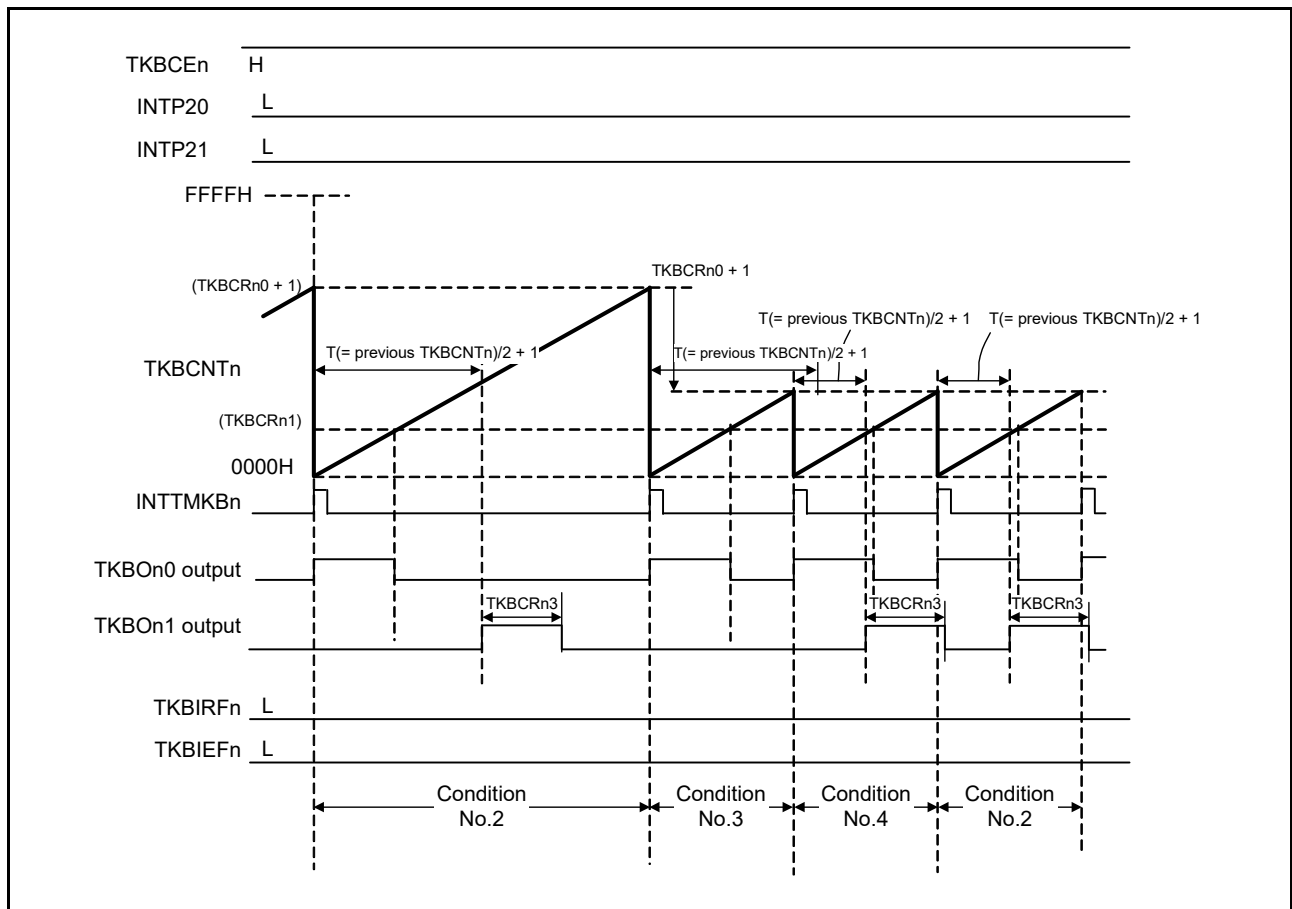 TKBCEn H
INTP20 L
INTP21 L
FFFFH
(TKBCRn0 + 1)
TKBCRn0 + 1
T(= previous TKBCNTn)/2 + 1
T(= previous TKBCNTn)/2 + 1
T(= previous TKBCNTn)/2 + 1
T(= previous TKBCNTn)/2 + 1
TKBCNTn
(TKBCRn1)
0000H
INTTMKBn
TKBOn0 output
TKBCRn3
TKBCRn3
TKBCRn3
TKBOn1 output
TKBIRFn L
TKBIEFn L
Condition
No.2
Condition
No.3
Condition
No.4
Condition
No.2